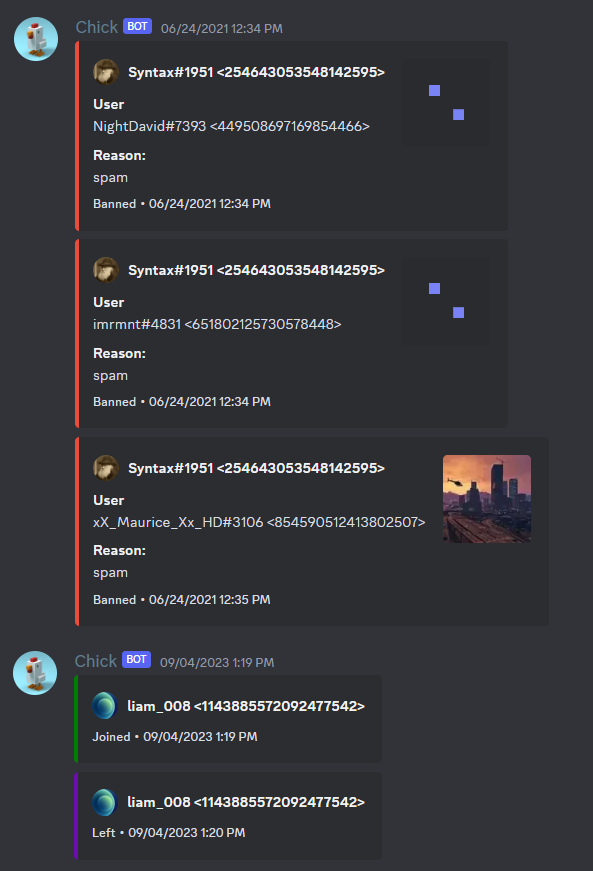 Chick BOT 06/24/2021 12:34 PM
Syntax#1951 <254643053548142595>
User
NightDavid#7393 <449508697169854466>
Reason:
spam
Banned • 06/24/2021 12:34 PM
Syntax#1951 <254643053548142595>
User
imrmnt#4831 <651802125730578448>
Reason:
spam
Banned • 06/24/2021 12:34 PM
Syntax#1951 <254643053548142595>
User
xX_Maurice_Xx_HD#3106 <854590512413802507>
Reason:
spam
Banned • 06/24/2021 12:35 PM
Chick BOT 09/04/2023 1:19 PM
liam_008 <1143885572092477542>
Joined • 09/04/2023 1:19 PM
liam_008 <1143885572092477542>
Left • 09/04/2023 1:20 PM